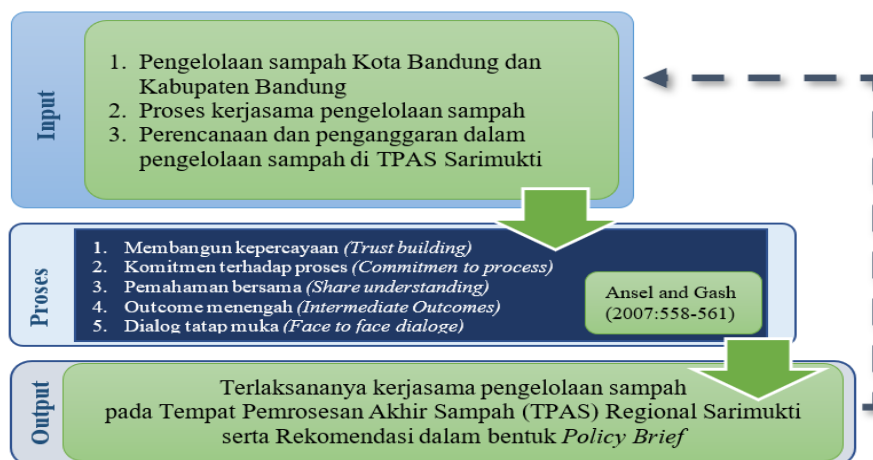 Input
1. Pengelolaan sampah Kota Bandung dan
Kabupaten Bandung
2. Proses kerjasama pengelolaan sampah
3. Perencanaan dan penganggaran dalam
pengelolaan sampah di TPAS Sarimukti
Proses
1. Membangun kepercayaan (Trust building)
2. Komitmen terhadap proses (Commitmen to process)
3. Pemahaman bersama (Share understanding)
4. Outcome menengah (Intermediate Outcomes)
5. Dialog tatap muka (Face to face dialoge)
Ansel and Gash
(2007:558-561)
Output
Terlaksananya kerjasama pengelolaan sampah
pada Tempat Pemrosesan Akhir Sampah (TPAS) Regional Sarimukti
serta Rekomendasi dalam bentuk Policy Brief